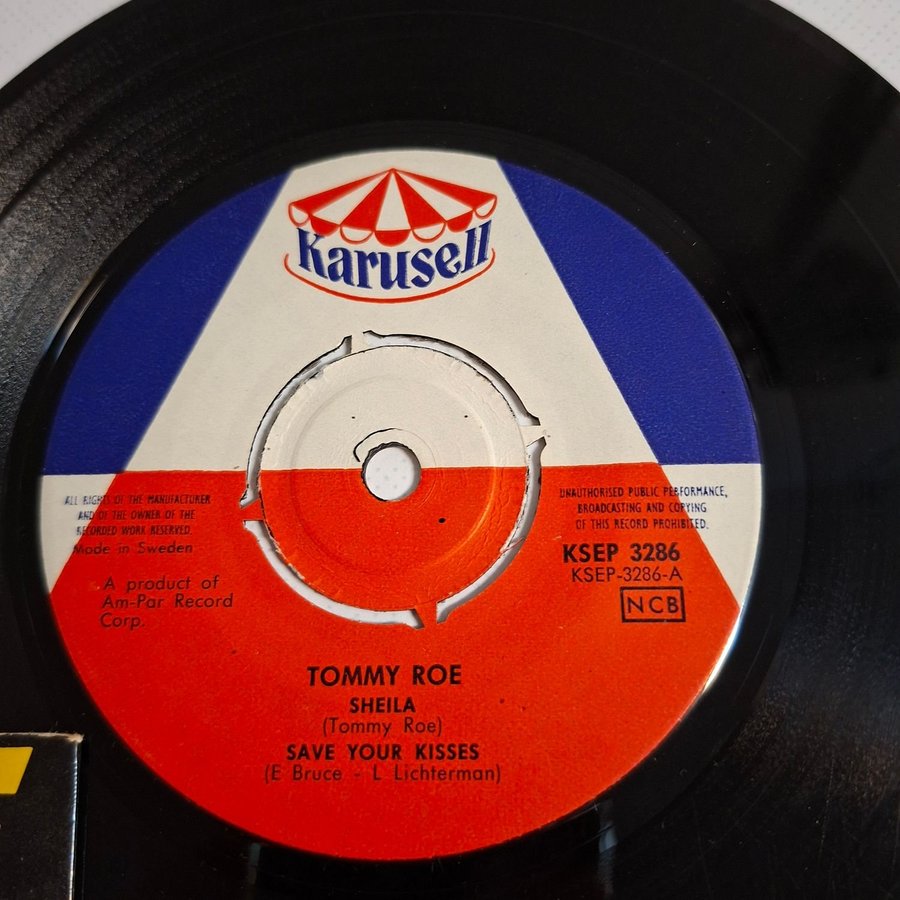 Karusell
ALL RIGHTS OF THE MANUFACTURER
AND OF THE OWNER OF THE
RECORDED WORK RESERVED.
Made in Sweden
A product of
Am-Par Record
Corp.
UNAUTHORISED PUBLIC PERFORMANCE,
BROADCASTING AND COPYING
OF THIS RECORD PROHIBITED.
KSEP 3286
KSEP-3286-A
NCB
TOMMY ROE
SHEILA
(Tommy Roe)
SAVE YOUR KISSES
(E Bruce - L Lichterman)